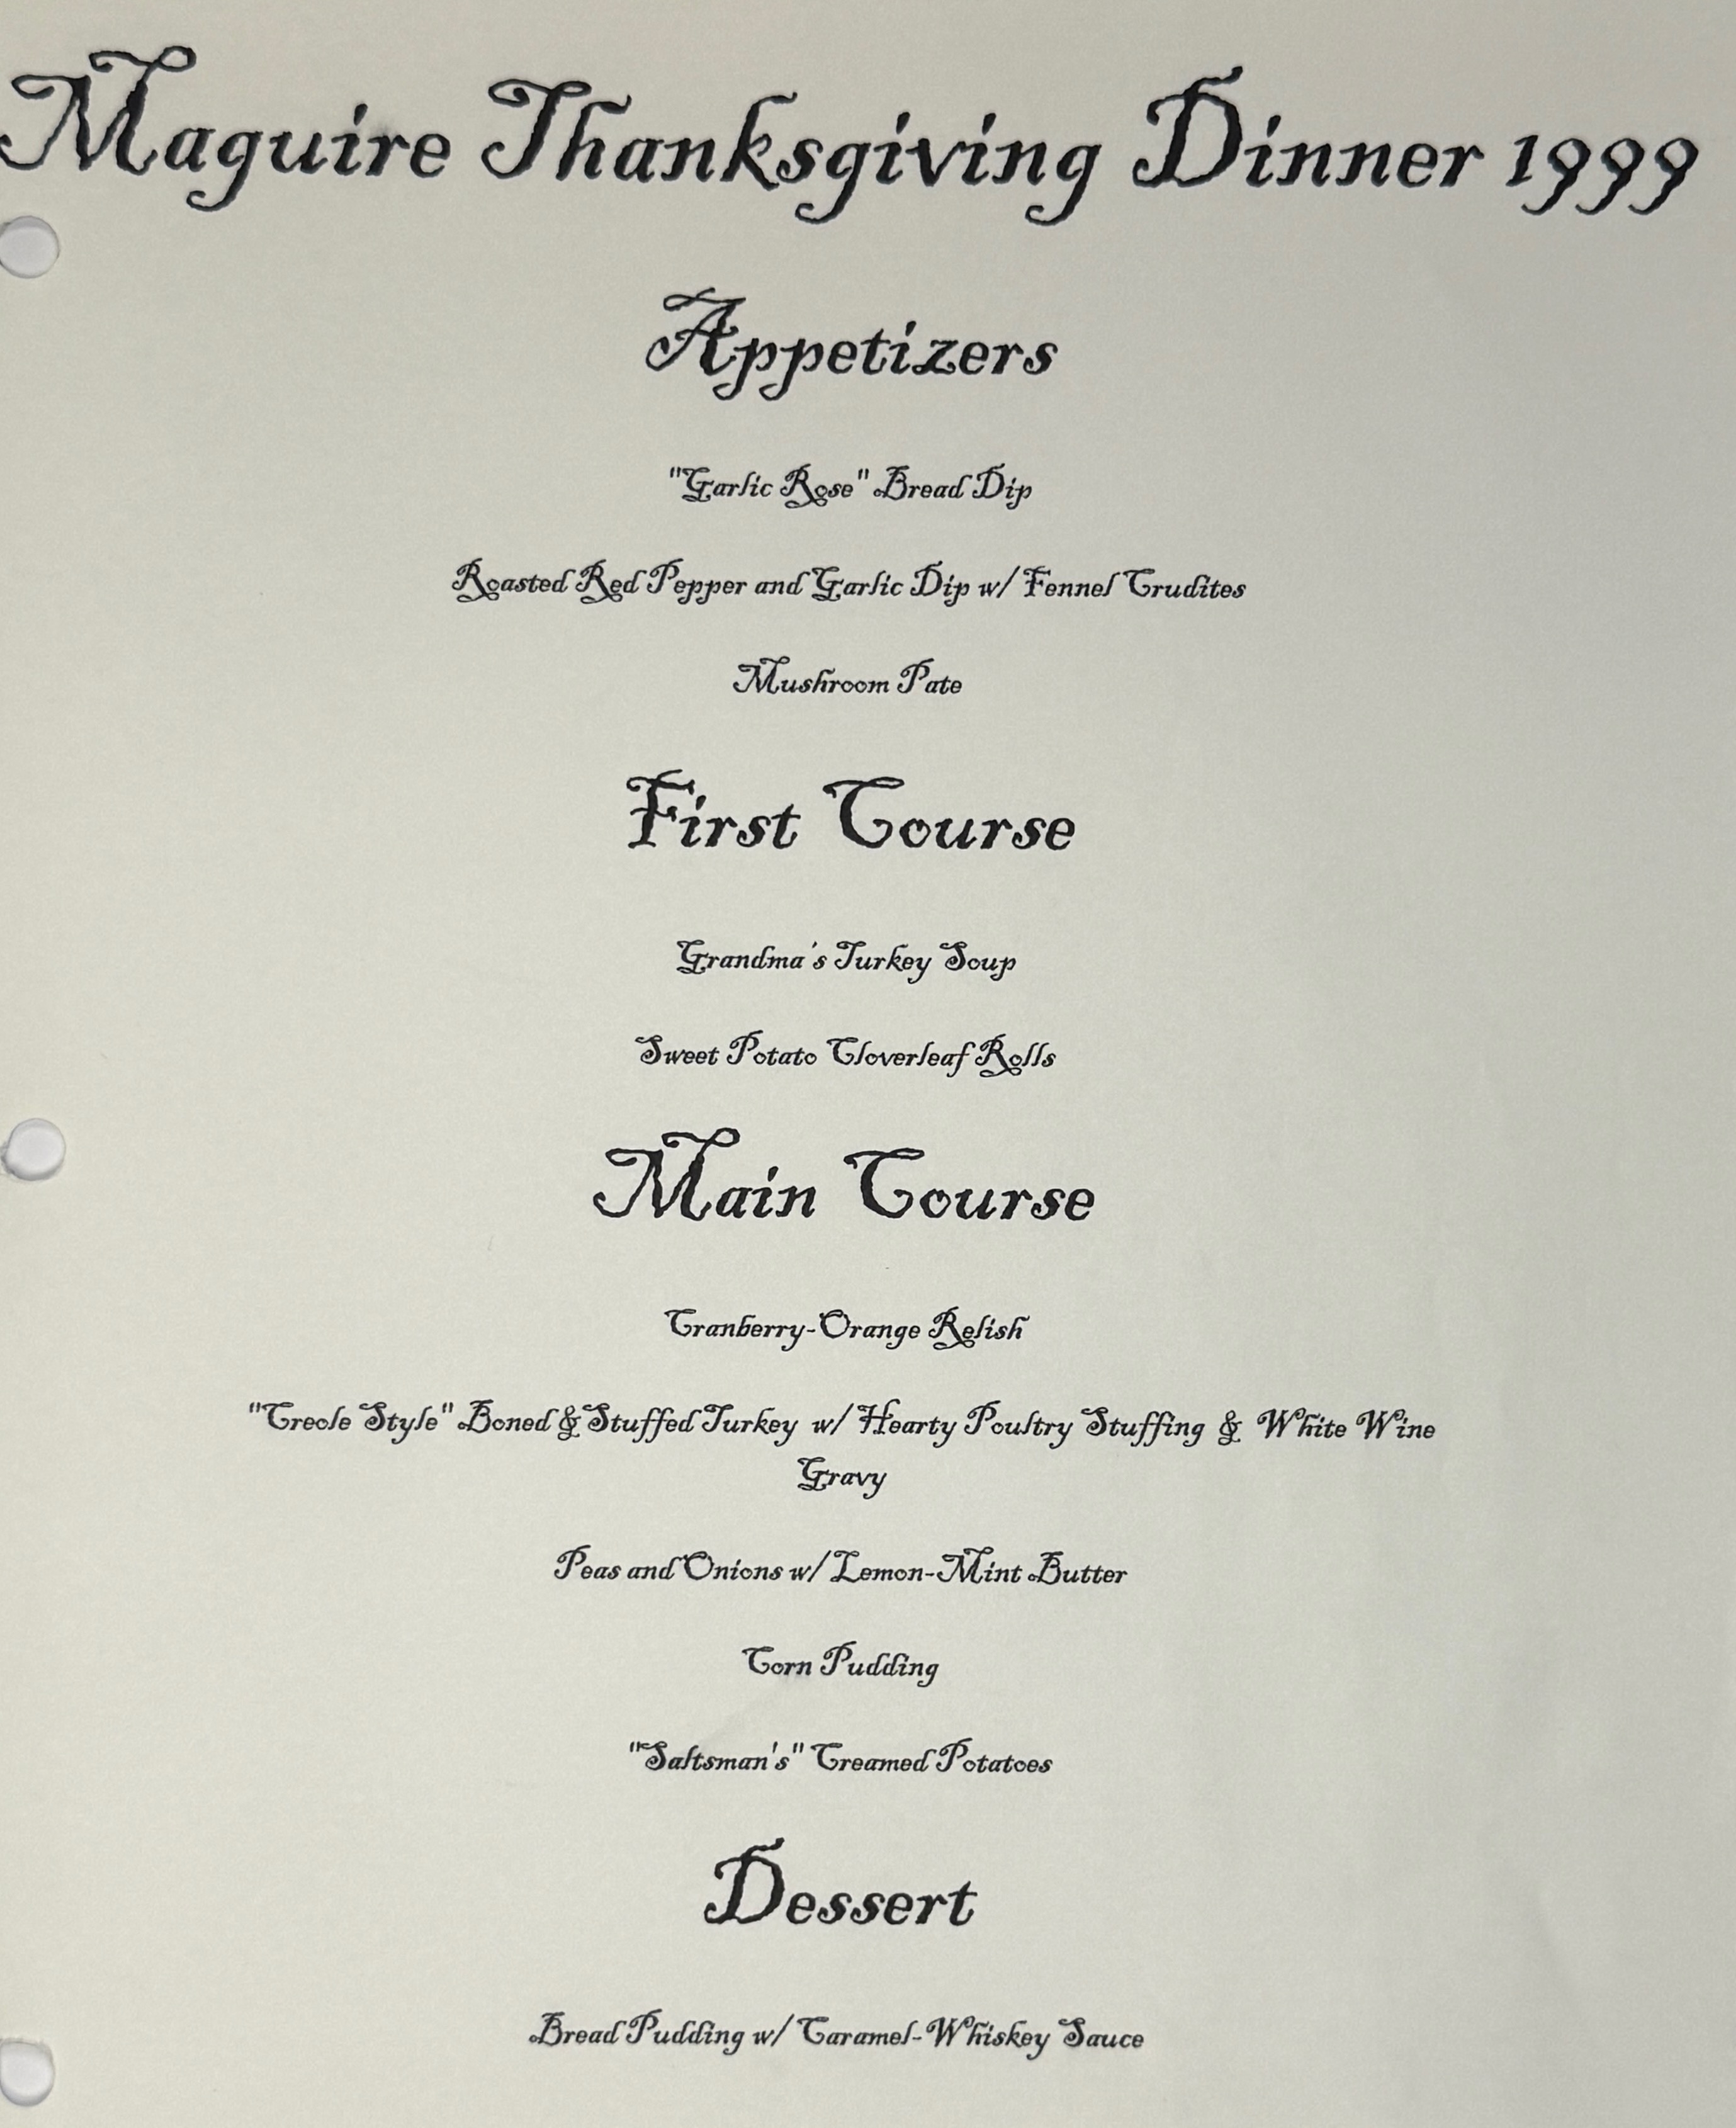 Maguire Thanksgiving Dinner 1999
Appetizers
"Garlic Rose" Bread Dip
Roasted Red Pepper and Garlic Dip w/ Fennel Crudites
Mushroom Pate
First Course
Grandma's Turkey Soup
Sweet Potato Cloverleaf Rolls
Main Course
Cranberry-Orange Relish
"Creole Style" Boned & Stuffed Turkey w/ Hearty Poultry Stuffing & White Wine
Gravy
Peas and Onions w/ Lemon-Mint Butter
Corn Pudding
"Saltsman's" Creamed Potatoes
Dessert
Bread Pudding w/ Caramel-Whiskey Sauce